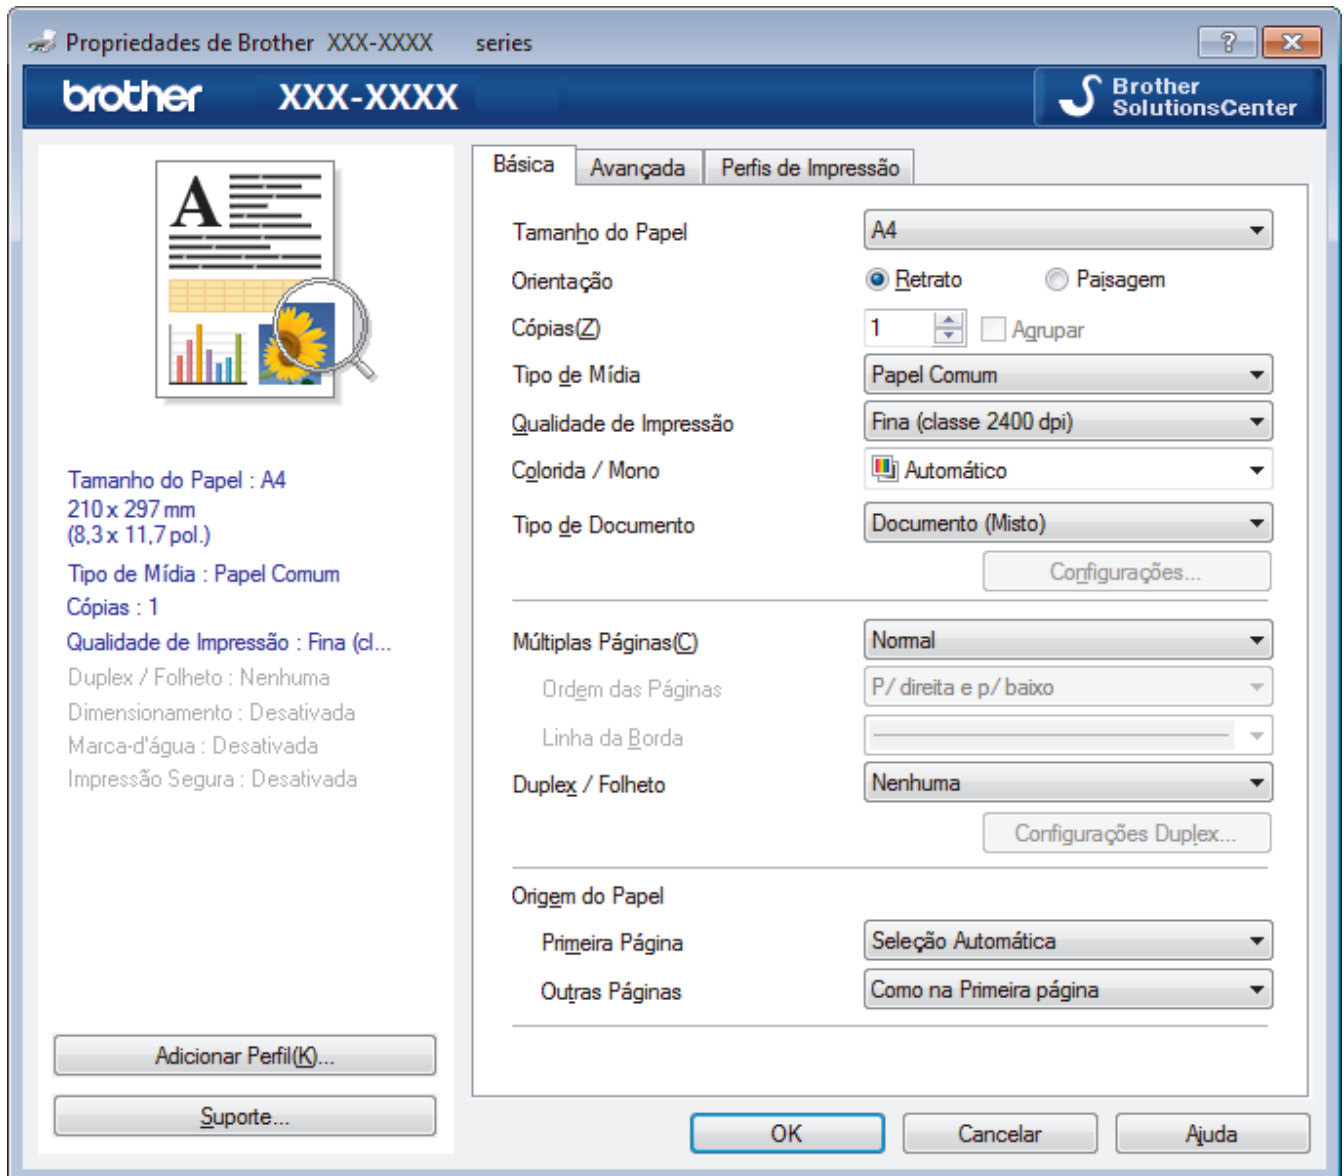 Propriedades de Brother XXX-XXXX series
brother XXX-XXXX
Brother
SolutionsCenter
A
Tamanho do Papel : A4
210 x 297 mm
(8,3 x 11,7 pol.)
Tipo de Mídia : Papel Comum
Cópias : 1
Qualidade de Impressão : Fina (cl...
Duplex / Folheto : Nenhuma
Dimensionamento : Desativada
Marca-d'água : Desativada
Impressão Segura : Desativada
Adicionar Perfil(K)...
Suporte...
Básica Avançada Perfis de Impressão
Tamanho do Papel A4
Orientação Retrato Paisagem
Cópias(Z) 1 Agrupar
Tipo de Mídia Papel Comum
Qualidade de Impressão Fina (classe 2400 dpi)
Colorida / Mono Automático
Tipo de Documento Documento (Misto)
Configurações...
Múltiplas Páginas(C) Normal
Ordem das Páginas P/ direita e p/ baixo
Linha da Borda
Duplex / Folheto Nenhuma
Configurações Duplex...
Origem do Papel
Primeira Página Seleção Automática
Outras Páginas Como na Primeira página
OK Cancelar Ajuda